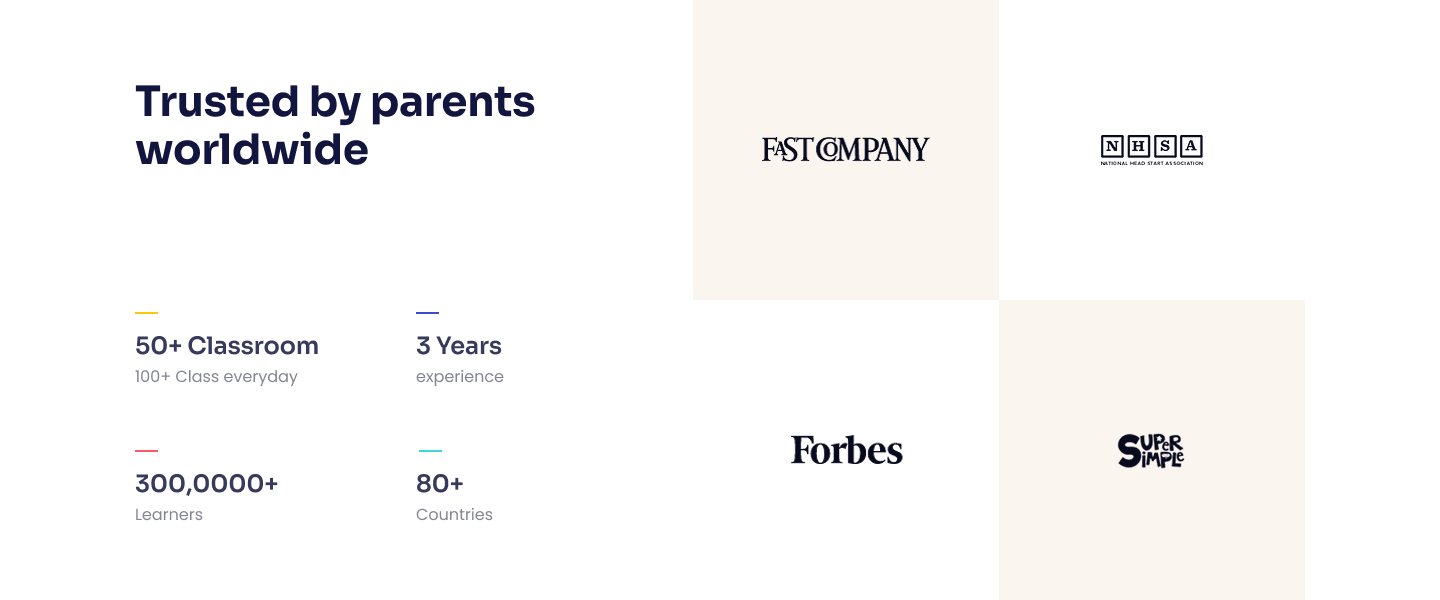 Trusted by parents
worldwide
50+ Classroom
100+ Class everyday
3 Years
experience
300,0000+
Learners
80+
Countries
FAST COMPANY
N H S A
NATIONAL HEAD START ASSOCIATION
Forbes
SUPeR
SiMPLe